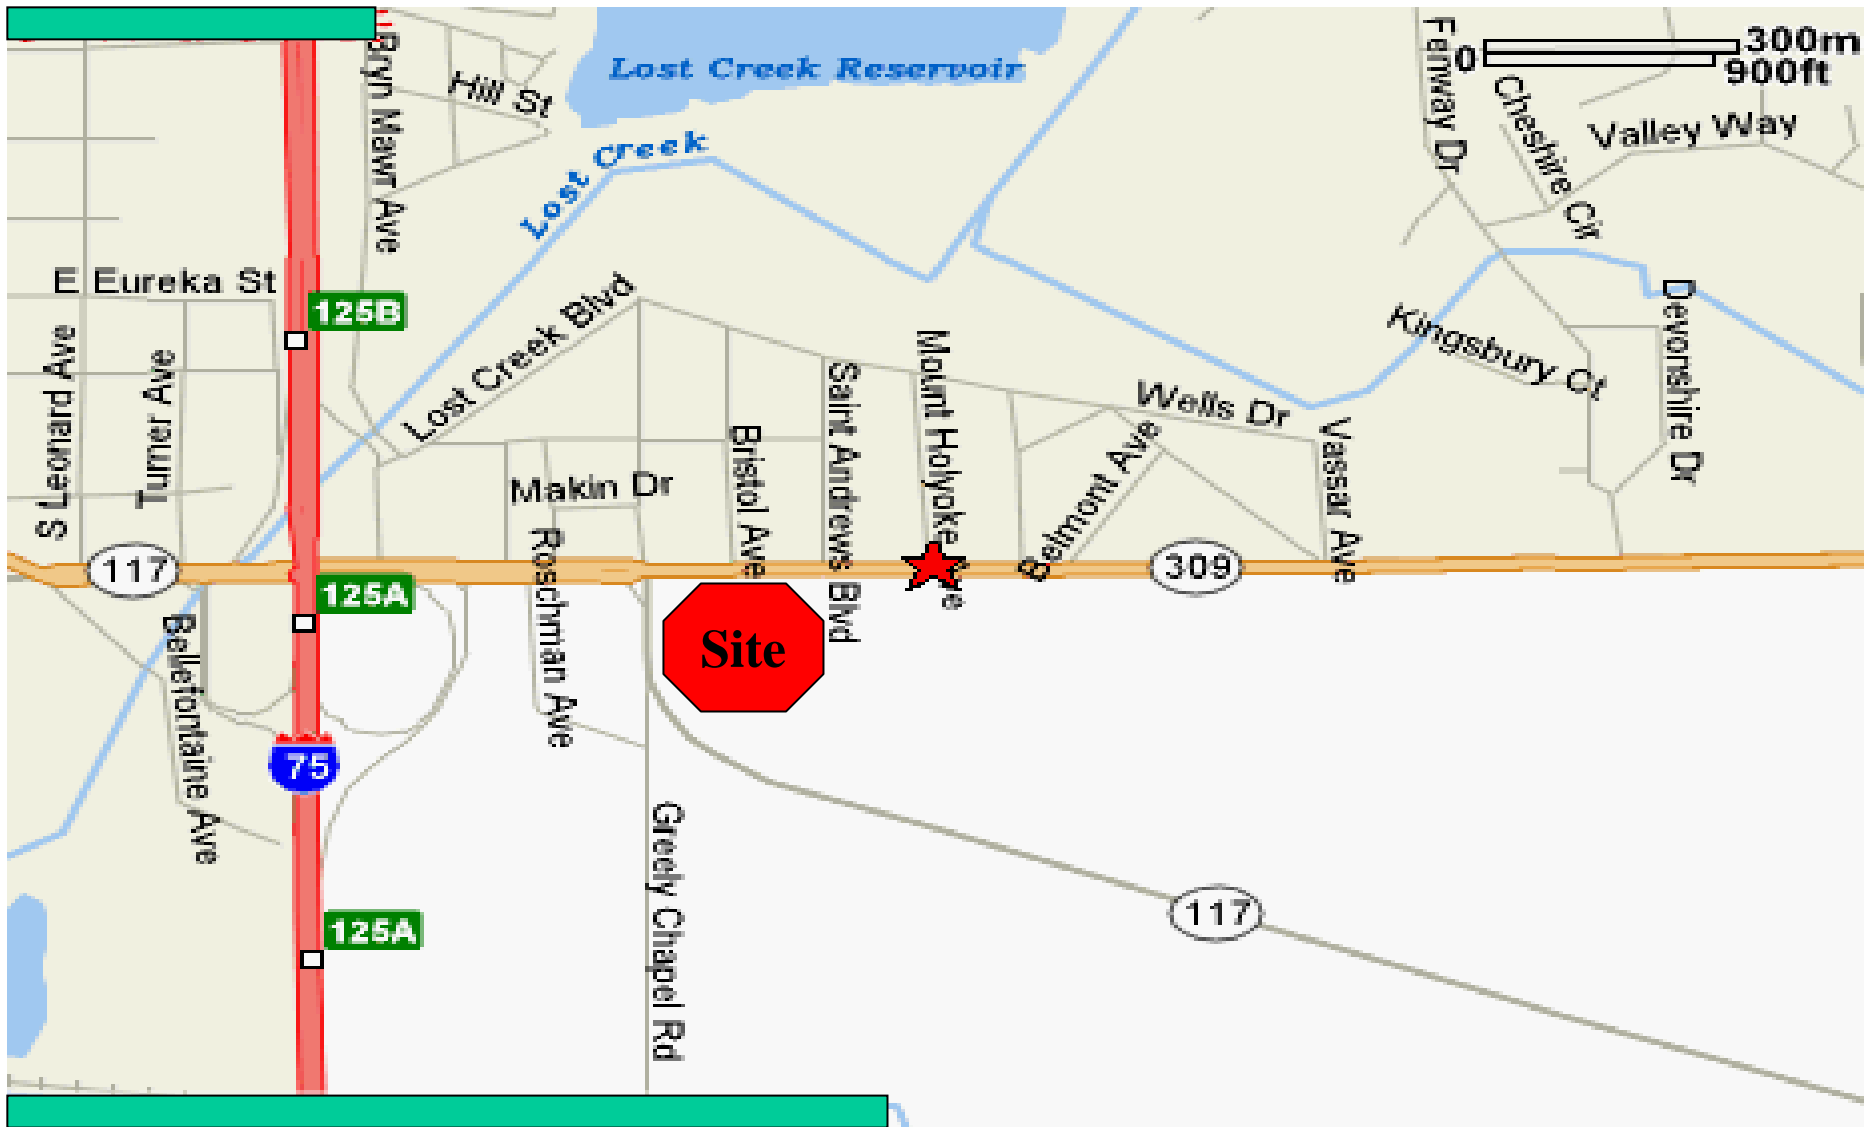 Bryn Mawr Ave
Hill St
Lost Creek Reservoir
Fenway Dr
0
300m
900ft
Cheshire Cir
Valley Way
Lost Creek
E Eureka St
125B
Lost Creek Blvd
Kingsbury Ct
Devonshire Dr
S Leonard Ave
Turner Ave
Makin Dr
Bristol Ave
Saint Andrews Blvd
Mount Holyoke Ave
Wells Dr
Belmont Ave
Vassar Ave
117
309
125A
Roschman Ave
Site
Bellefontaine Ave
75
Greely Chapel Rd
117
125A